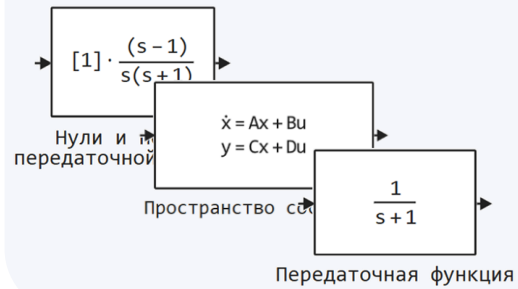 [1] · (s − 1)
s(s + 1)
Нули и
передаточной
ẋ = Ax + Bu
y = Cx + Du
Пространство
1
s + 1
Передаточная функция